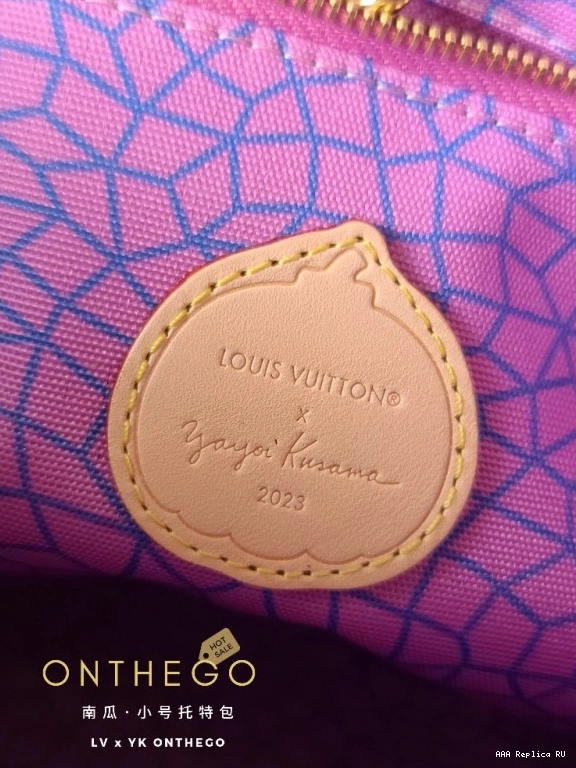 LOUIS VUITTON®
x
Yayoi Kusama
2023
HOT
SALE
ONTHEGO
南瓜·小号托特包
LV x YK ONTHEGO
AAA Replica RU